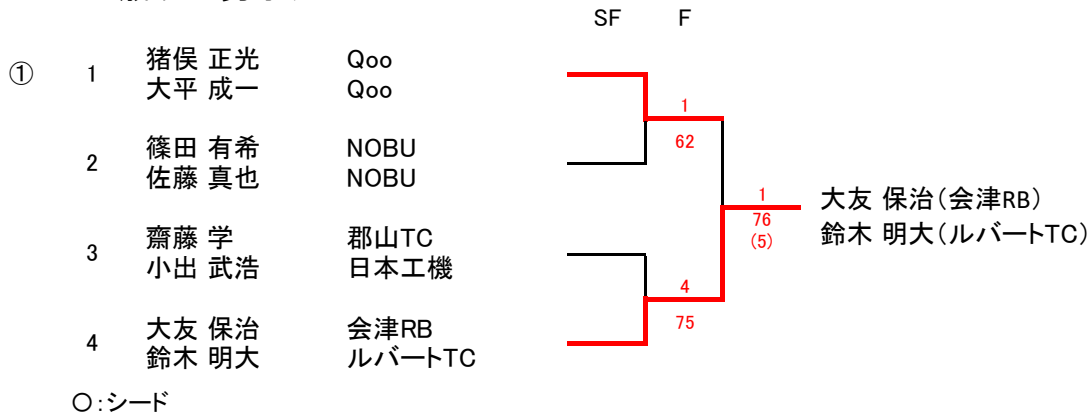 SF F
① 1 猪俣 正光 Qoo
大平 成一 Qoo
1
62
2 篠田 有希 NOBU
佐藤 真也 NOBU
1 大友 保治(会津RB)
76
(5) 鈴木 明大(ルバートTC)
3 齋藤 学 郡山TC
小出 武浩 日本工機
4
75
4 大友 保治 会津RB
鈴木 明大 ルバートTC
○:シード